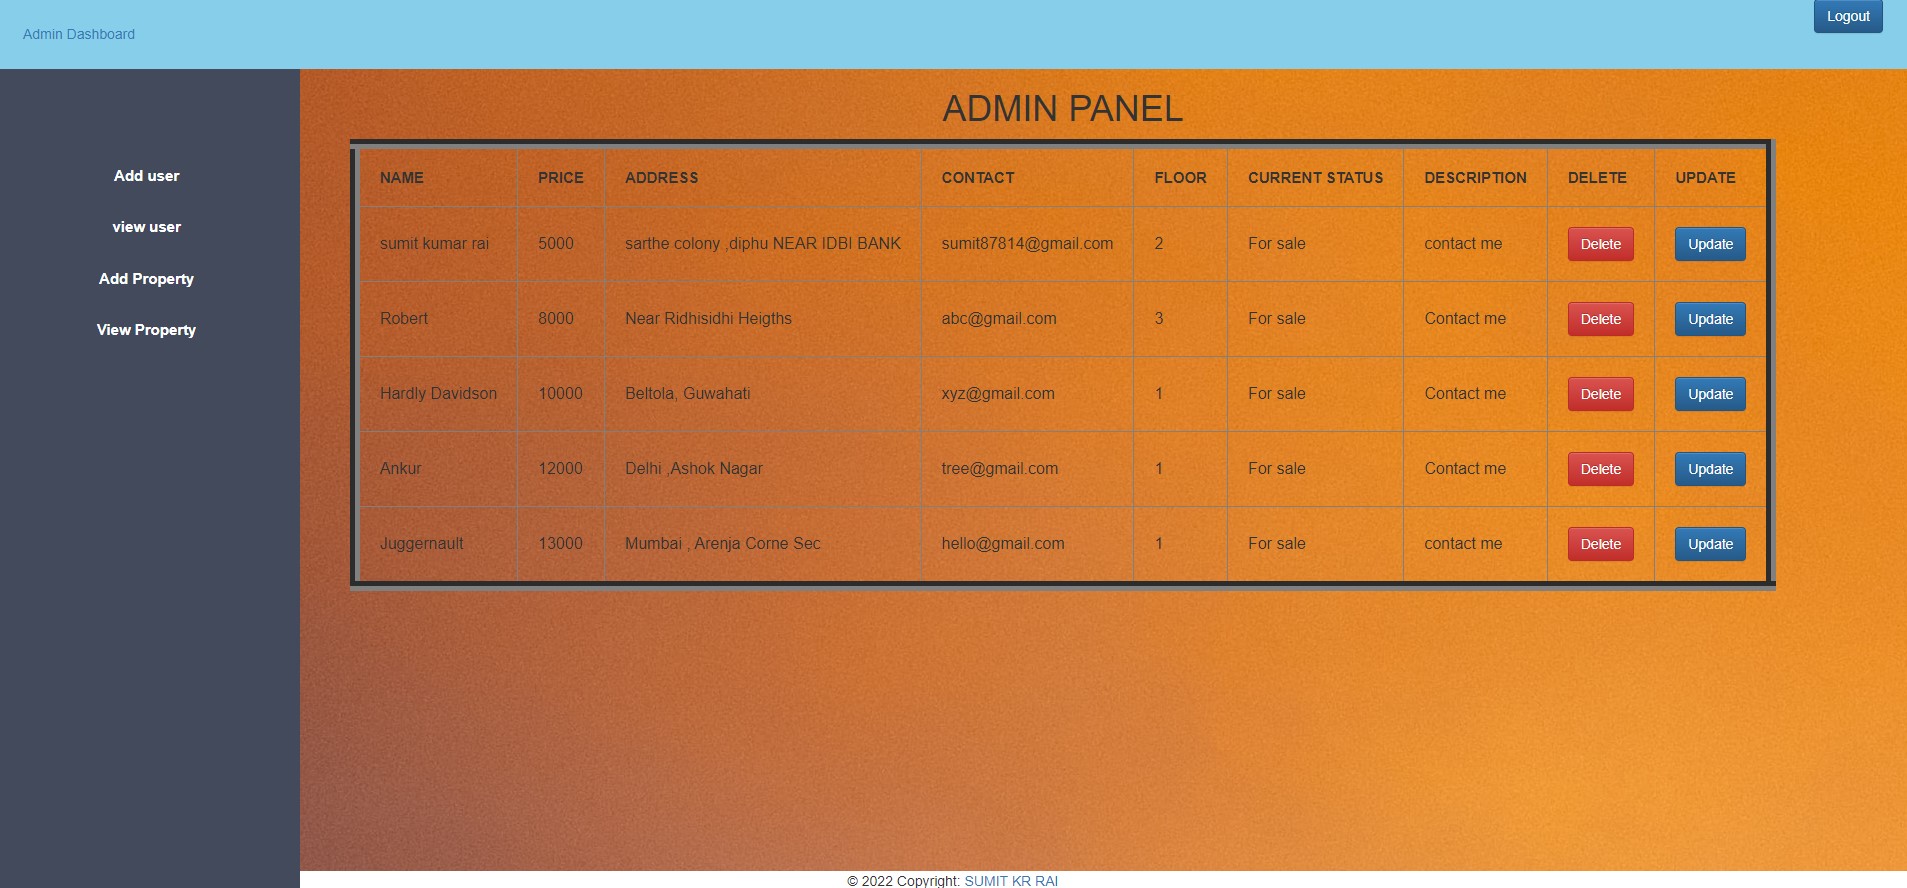 Admin Dashboard
Logout
Add user
view user
Add Property
View Property
ADMIN PANEL
NAME PRICE ADDRESS CONTACT FLOOR CURRENT STATUS DESCRIPTION DELETE UPDATE
sumit kumar rai 5000 sarthe colony ,diphu NEAR IDBI BANK sumit87814@gmail.com 2 For sale contact me Delete Update
Robert 8000 Near Ridhisidhi Heigths abc@gmail.com 3 For sale Contact me Delete Update
Hardly Davidson 10000 Beltola, Guwahati xyz@gmail.com 1 For sale Contact me Delete Update
Ankur 12000 Delhi ,Ashok Nagar tree@gmail.com 1 For sale Contact me Delete Update
Juggernault 13000 Mumbai , Arenja Corne Sec hello@gmail.com 1 For sale contact me Delete Update
© 2022 Copyright: SUMIT KR RAI